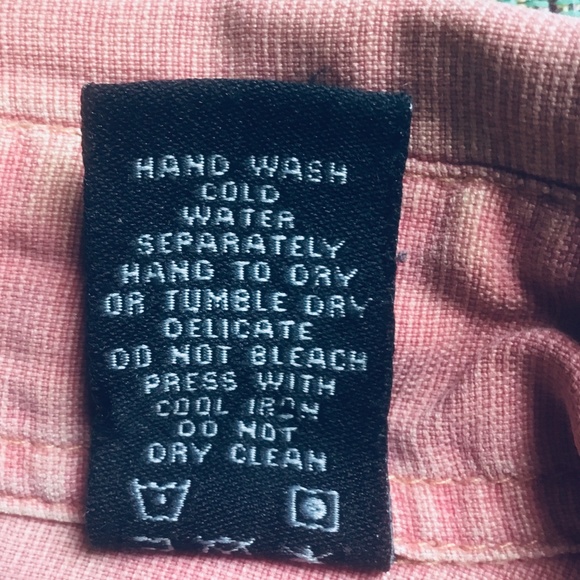 HAND WASH
COLD
WATER
SEPARATELY
HANG TO DRY
OR TUMBLE DRY
DELICATE
DO NOT BLEACH
PRESS WITH
COOL IRON
DO NOT
DRY CLEAN